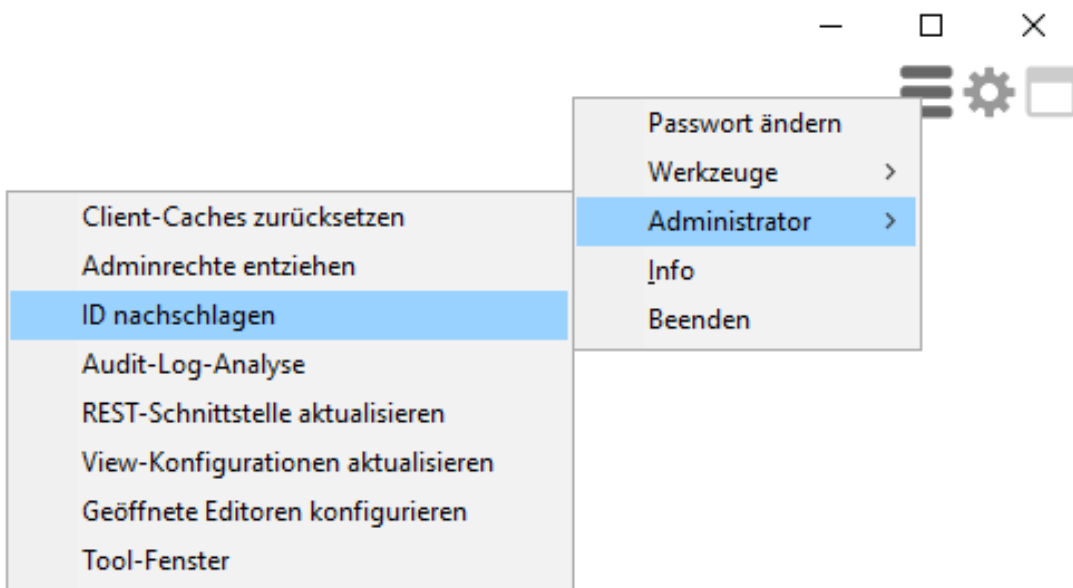 Passwort ändern
Werkzeuge
Administrator
Info
Beenden
Client-Caches zurücksetzen
Adminrechte entziehen
ID nachschlagen
Audit-Log-Analyse
REST-Schnittstelle aktualisieren
View-Konfigurationen aktualisieren
Geöffnete Editoren konfigurieren
Tool-Fenster